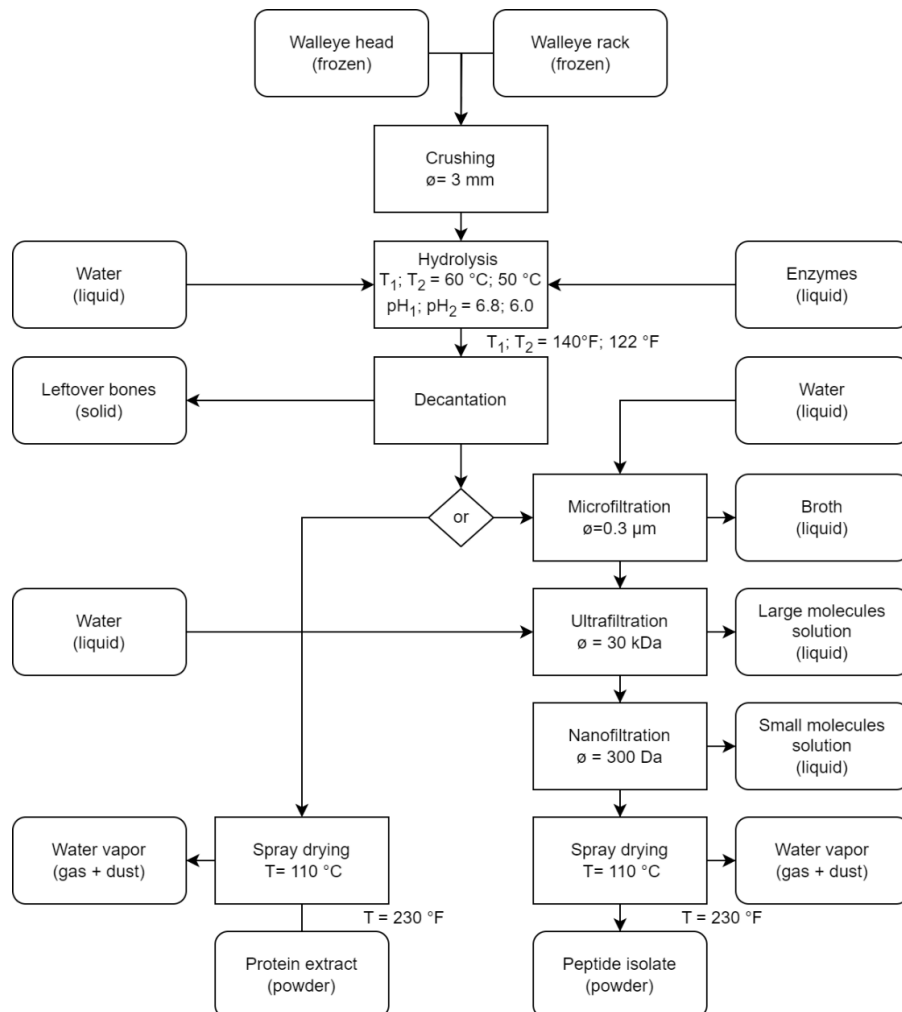 Walleye head
(frozen)
Walleye rack
(frozen)
Crushing
ø= 3 mm
Water
(liquid)
Hydrolysis
T₁; T₂ = 60 °C; 50 °C
pH₁; pH₂ = 6.8; 6.0
Enzymes
(liquid)
T₁; T₂ = 140°F; 122 °F
Leftover bones
(solid)
Decantation
Water
(liquid)
or
Microfiltration
ø=0.3 µm
Broth
(liquid)
Water
(liquid)
Ultrafiltration
ø = 30 kDa
Large molecules
solution
(liquid)
Nanofiltration
ø = 300 Da
Small molecules
solution
(liquid)
Water vapor
(gas + dust)
Spray drying
T= 110 °C
Spray drying
T= 110 °C
Water vapor
(gas + dust)
T = 230 °F
T = 230 °F
Protein extract
(powder)
Peptide isolate
(powder)